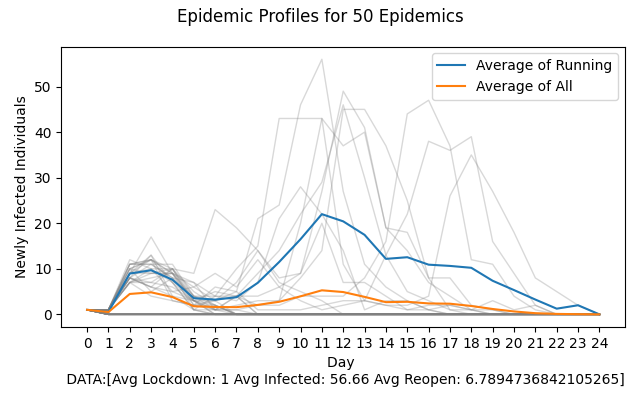 Epidemic Profiles for 50 Epidemics
Newly Infected Individuals
50
40
30
20
10
0
Average of Running
Average of All
0 1 2 3 4 5 6 7 8 9 10 11 12 13 14 15 16 17 18 19 20 21 22 23 24
Day
DATA:[Avg Lockdown: 1 Avg Infected: 56.66 Avg Reopen: 6.7894736842105265]